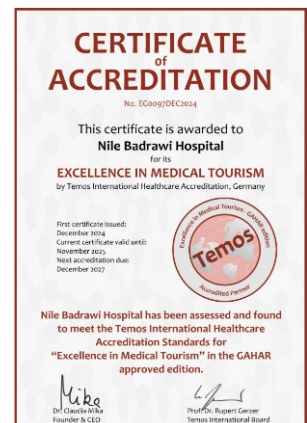 CERTIFICATE
of
ACCREDITATION
No. EG0097DEC2024
This certificate is awarded to
Nile Badrawi Hospital
for its
EXCELLENCE IN MEDICAL TOURISM
by Temos International Healthcare Accreditation, Germany
First certificate issued:
December 2024
Current certificate valid until:
November 2025
Next accreditation due:
December 2027
Excellence in Medical Tourism - GAHAR edition
Temos
Accredited Partner
Nile Badrawi Hospital has been assessed and found
to meet the Temos International Healthcare
Accreditation Standards for
"Excellence in Medical Tourism" in the GAHAR
approved edition.
Mika
Dr. Claudia Mika
Founder & CEO
Prof. Dr. Rupert Gerzer
Temos International Board